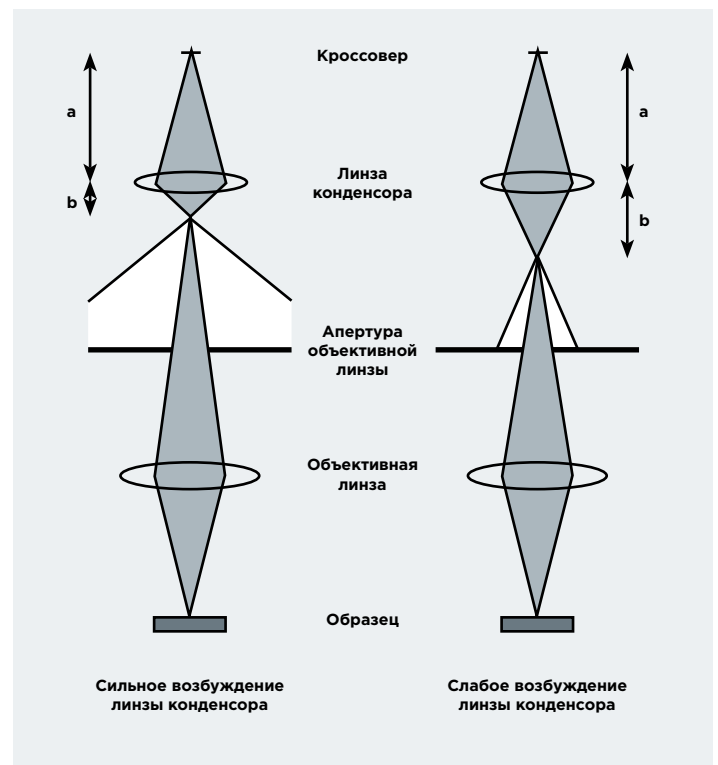 Кроссовер
a
a
Линза
конденсора
b
b
Апертура
объективной
линзы
Объективная
линза
Образец
Сильное возбуждение
линзы конденсора
Слабое возбуждение
линзы конденсора